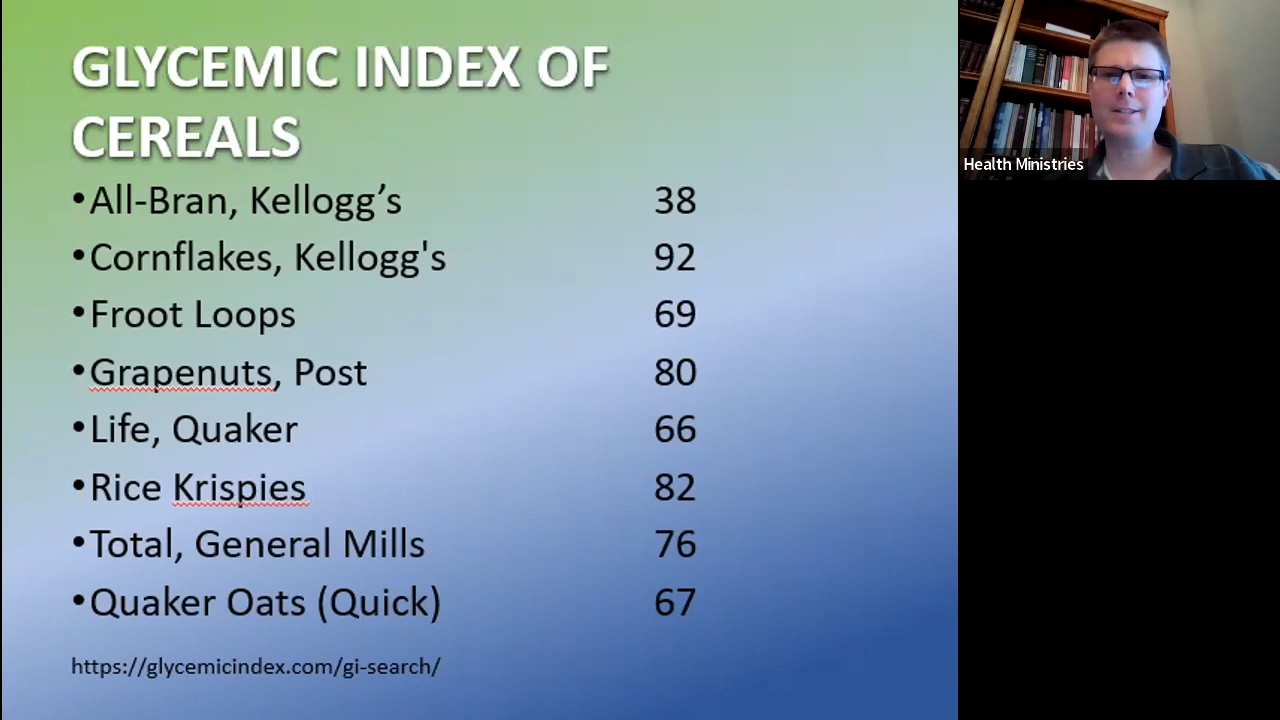 GLYCEMIC INDEX OF
CEREALS
•All-Bran, Kellogg’s 38
•Cornflakes, Kellogg's 92
•Froot Loops 69
•Grapenuts, Post 80
•Life, Quaker 66
•Rice Krispies 82
•Total, General Mills 76
•Quaker Oats (Quick) 67
https://glycemicindex.com/gi-search/
Health Ministries